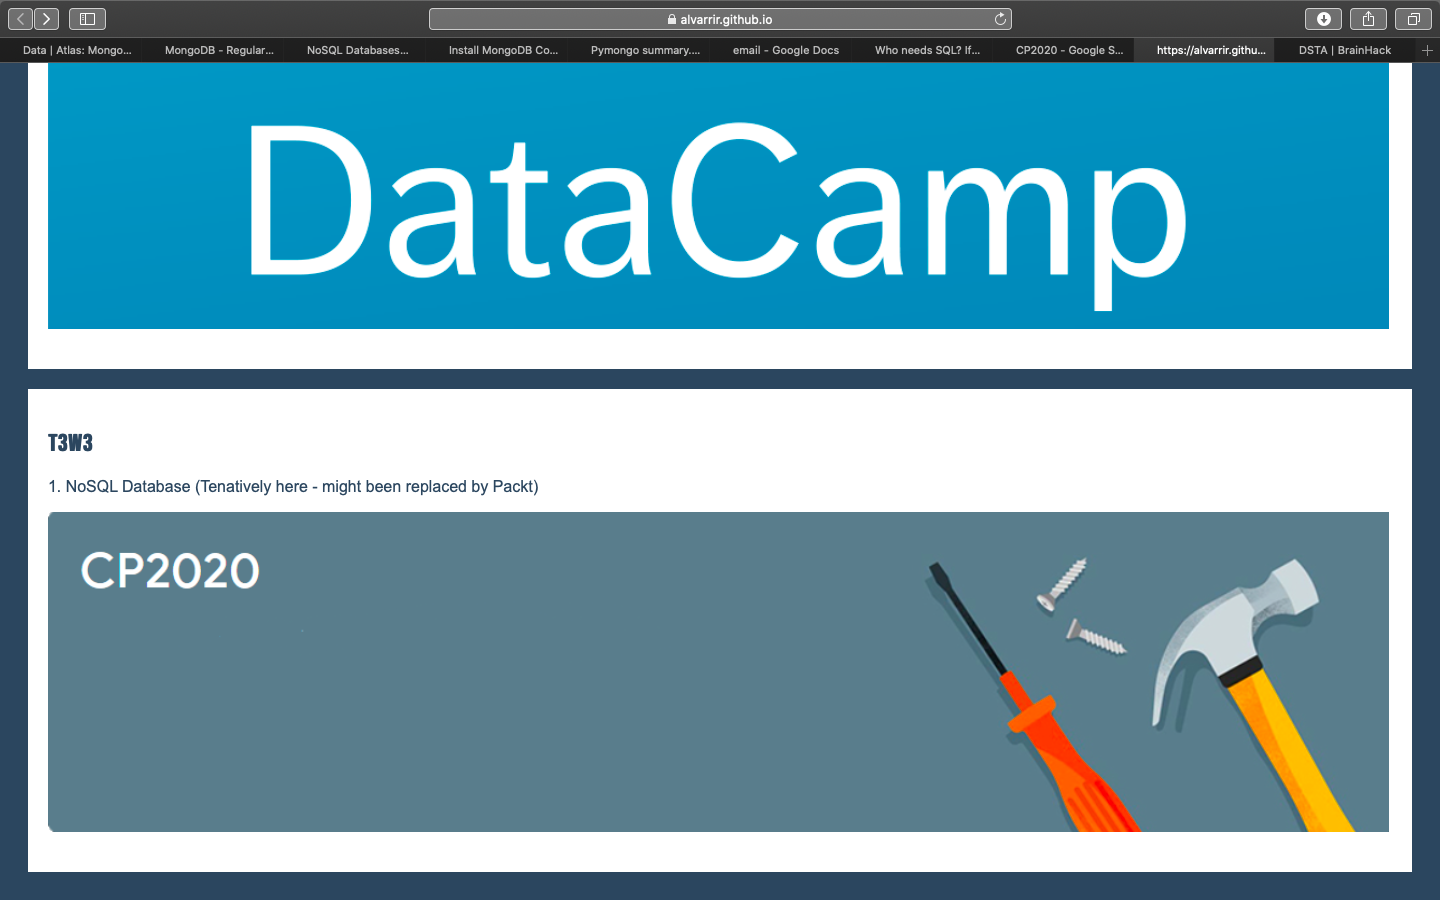 alvarrir.github.io
Data | Atlas: Mongo...
MongoDB - Regular...
NoSQL Databases...
Install MongoDB Co...
Pymongo summary....
email - Google Docs
Who needs SQL? If...
CP2020 - Google S...
https://alvarrir.githu...
DSTA | BrainHack
DataCamp
T3W3
1. NoSQL Database (Tenatively here - might been replaced by Packt)
CP2020